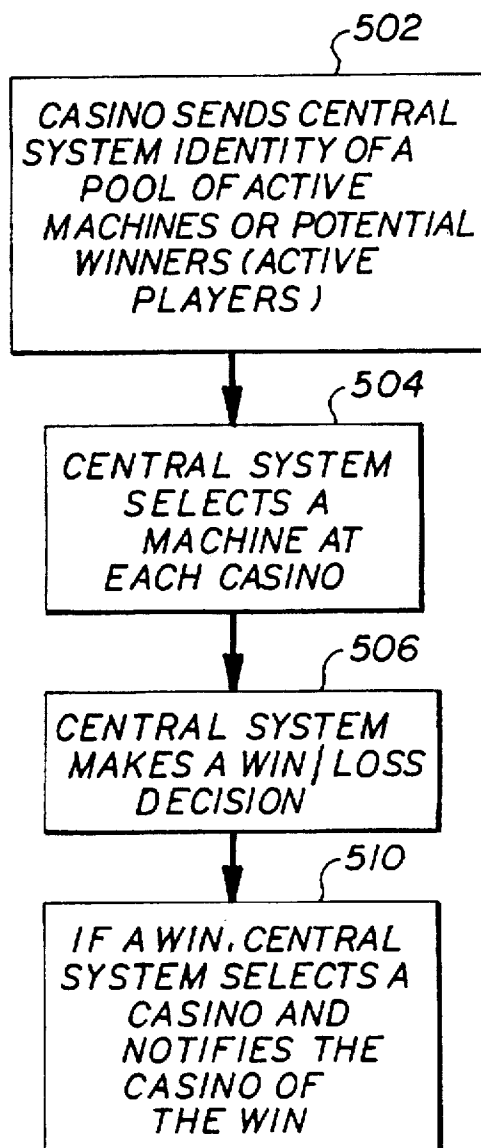 502
CASINO SENDS CENTRAL
SYSTEM IDENTITY OF A
POOL OF ACTIVE
MACHINES OR POTENTIAL
WINNERS (ACTIVE
PLAYERS)
504
CENTRAL SYSTEM
SELECTS A
MACHINE AT
EACH CASINO
506
CENTRAL SYSTEM
MAKES A WIN/LOSS
DECISION
510
IF A WIN, CENTRAL
SYSTEM SELECTS A
CASINO AND
NOTIFIES THE
CASINO OF
THE WIN